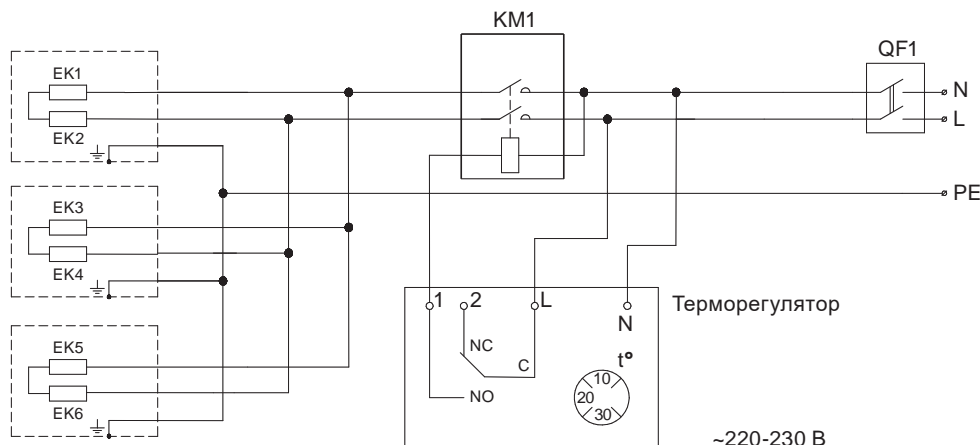 KM1
QF1
EK1
N
EK2
L
PE
EK3
EK4
1 2 L N
Терморегулятор
NC
C
NO
t°
10
20
30
EK5
EK6
~220-230 В